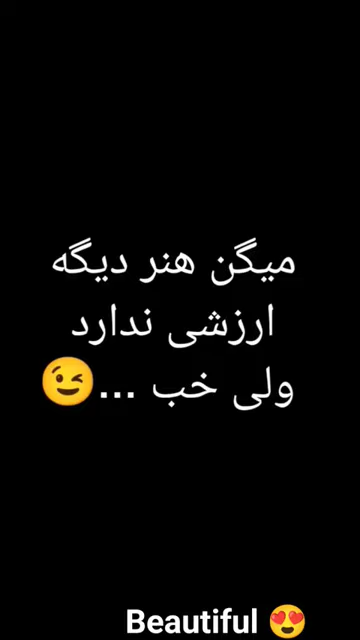 میگن هنر دیگه
ارزشی ندارد
ولی خب ...😉
Beautiful 😍